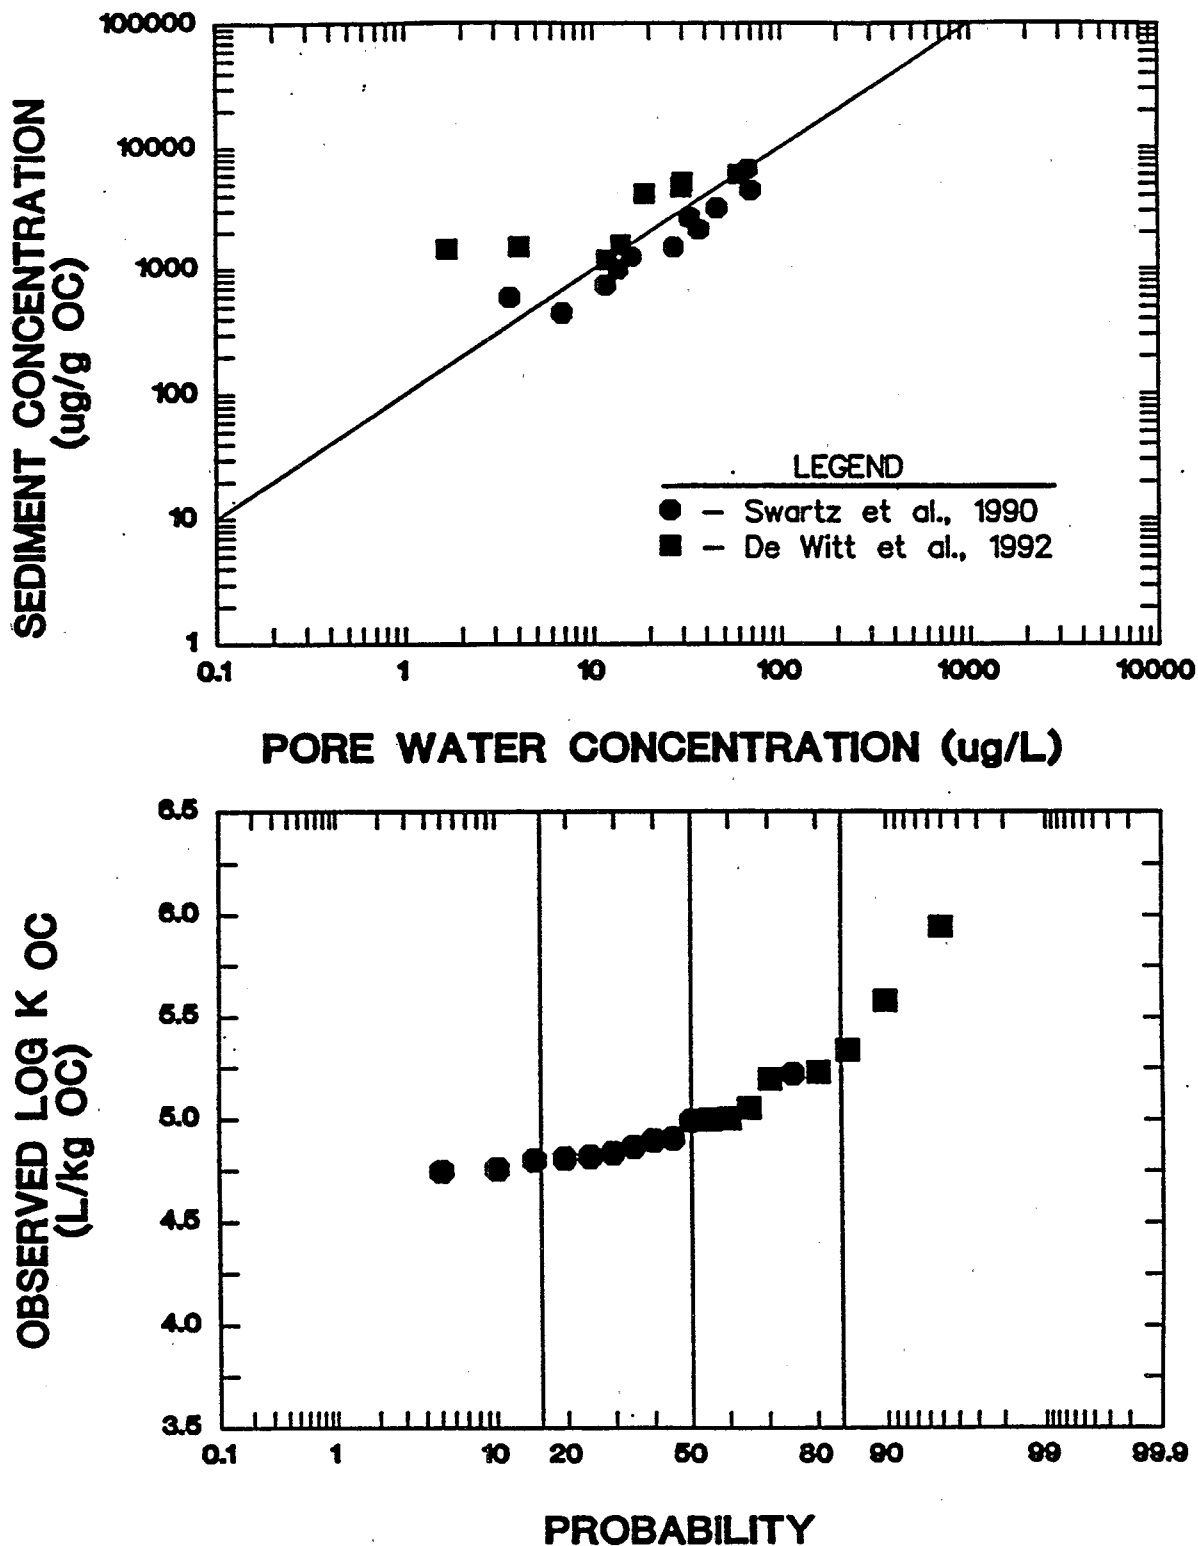 100000
10000
1000
100
10
1
SEDIMENT CONCENTRATION
(ug/g OC)
LEGEND
● – Swartz et al., 1990
■ – De Witt et al., 1992
0.1 1 10 100 1000 10000
PORE WATER CONCENTRATION (ug/L)
6.5
6.0
5.5
5.0
4.5
4.0
3.5
OBSERVED LOG K OC
(L/kg OC)
0.1 1 10 20 50 80 90 99 99.9
PROBABILITY